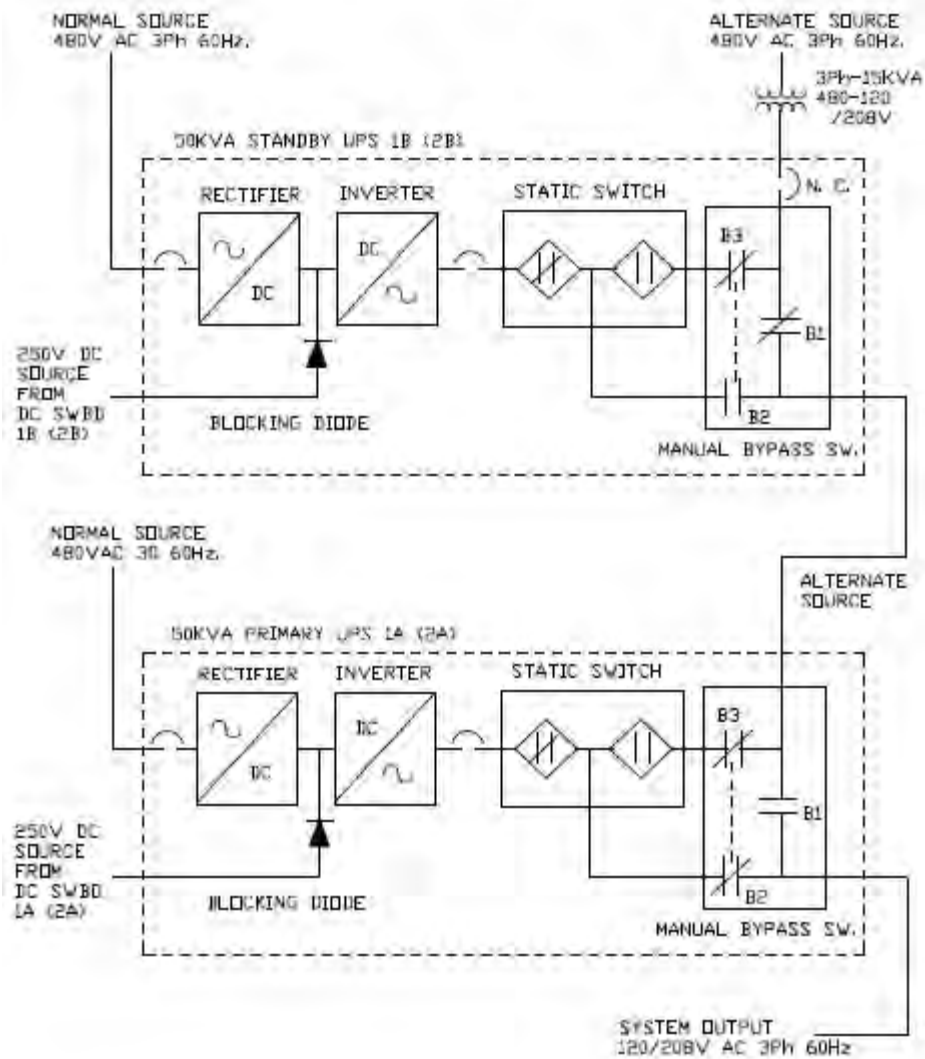 NORMAL SOURCE
480V AC 3Ph 60Hz.
ALTERNATE SOURCE
480V AC 3Ph 60Hz.
3Ph-15KVA
480-120
/208V
50KVA STANDBY UPS 1B (2B)
N. C.
RECTIFIER
INVERTER
STATIC SWITCH
B3
DC
DC
B1
250V DC
SOURCE
FROM
DC SWBD
1B (2B)
BLOCKING DIODE
B2
MANUAL BYPASS SW.
NORMAL SOURCE
480VAC 3Ø 60Hz.
ALTERNATE
SOURCE
50KVA PRIMARY UPS 1A (2A)
RECTIFIER
INVERTER
STATIC SWITCH
B3
DC
DC
B1
250V DC
SOURCE
FROM
DC SWBD
1A (2A)
BLOCKING DIODE
B2
MANUAL BYPASS SW.
SYSTEM OUTPUT
120/208V AC 3Ph 60Hz